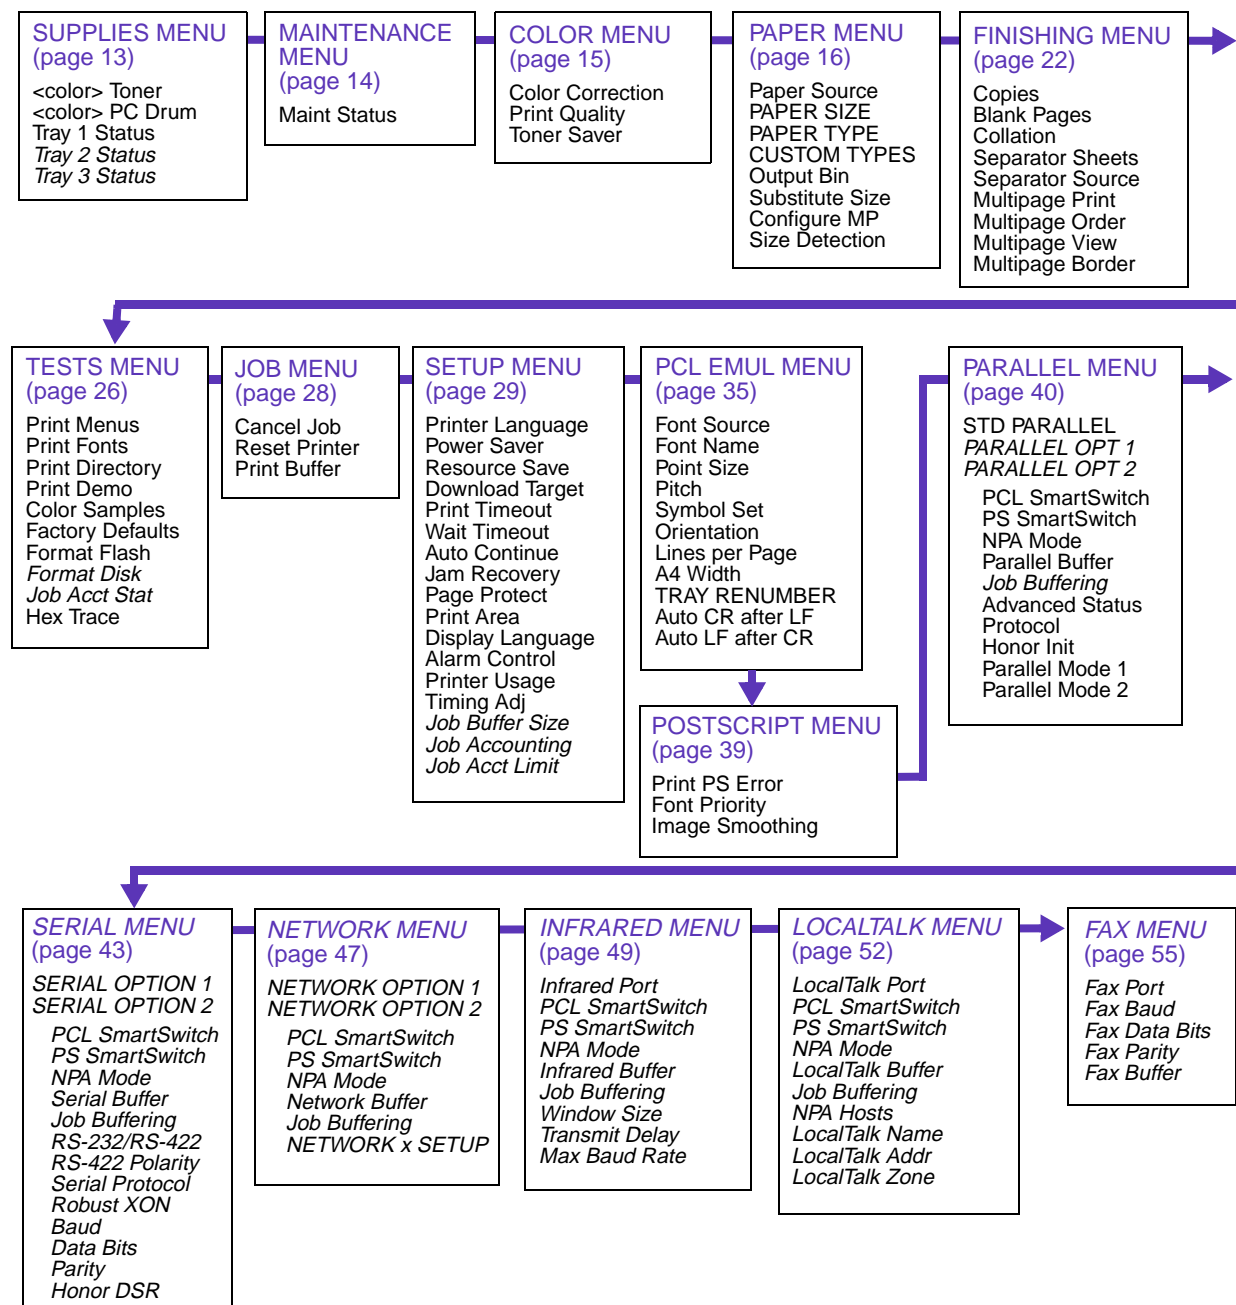 SUPPLIES MENU
(page 13)
<color> Toner
<color> PC Drum
Tray 1 Status
Tray 2 Status
Tray 3 Status
MAINTENANCE
MENU
(page 14)
Maint Status
COLOR MENU
(page 15)
Color Correction
Print Quality
Toner Saver
PAPER MENU
(page 16)
Paper Source
PAPER SIZE
PAPER TYPE
CUSTOM TYPES
Output Bin
Substitute Size
Configure MP
Size Detection
FINISHING MENU
(page 22)
Copies
Blank Pages
Collation
Separator Sheets
Separator Source
Multipage Print
Multipage Order
Multipage View
Multipage Border
TESTS MENU
(page 26)
Print Menus
Print Fonts
Print Directory
Print Demo
Color Samples
Factory Defaults
Format Flash
Format Disk
Job Acct Stat
Hex Trace
JOB MENU
(page 28)
Cancel Job
Reset Printer
Print Buffer
SETUP MENU
(page 29)
Printer Language
Power Saver
Resource Save
Download Target
Print Timeout
Wait Timeout
Auto Continue
Jam Recovery
Page Protect
Print Area
Display Language
Alarm Control
Printer Usage
Timing Adj
Job Buffer Size
Job Accounting
Job Acct Limit
PCL EMUL MENU
(page 35)
Font Source
Font Name
Point Size
Pitch
Symbol Set
Orientation
Lines per Page
A4 Width
TRAY RENUMBER
Auto CR after LF
Auto LF after CR
POSTSCRIPT MENU
(page 39)
Print PS Error
Font Priority
Image Smoothing
PARALLEL MENU
(page 40)
STD PARALLEL
PARALLEL OPT 1
PARALLEL OPT 2
PCL SmartSwitch
PS SmartSwitch
NPA Mode
Parallel Buffer
Job Buffering
Advanced Status
Protocol
Honor Init
Parallel Mode 1
Parallel Mode 2
SERIAL MENU
(page 43)
SERIAL OPTION 1
SERIAL OPTION 2
PCL SmartSwitch
PS SmartSwitch
NPA Mode
Serial Buffer
Job Buffering
RS-232/RS-422
RS-422 Polarity
Serial Protocol
Robust XON
Baud
Data Bits
Parity
Honor DSR
NETWORK MENU
(page 47)
NETWORK OPTION 1
NETWORK OPTION 2
PCL SmartSwitch
PS SmartSwitch
NPA Mode
Network Buffer
Job Buffering
NETWORK x SETUP
INFRARED MENU
(page 49)
Infrared Port
PCL SmartSwitch
PS SmartSwitch
NPA Mode
Infrared Buffer
Job Buffering
Window Size
Transmit Delay
Max Baud Rate
LOCALTALK MENU
(page 52)
LocalTalk Port
PCL SmartSwitch
PS SmartSwitch
NPA Mode
LocalTalk Buffer
Job Buffering
NPA Hosts
LocalTalk Name
LocalTalk Addr
LocalTalk Zone
FAX MENU
(page 55)
Fax Port
Fax Baud
Fax Data Bits
Fax Parity
Fax Buffer